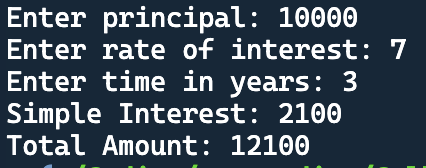 Enter principal: 10000
Enter rate of interest: 7
Enter time in years: 3
Simple Interest: 2100
Total Amount: 12100